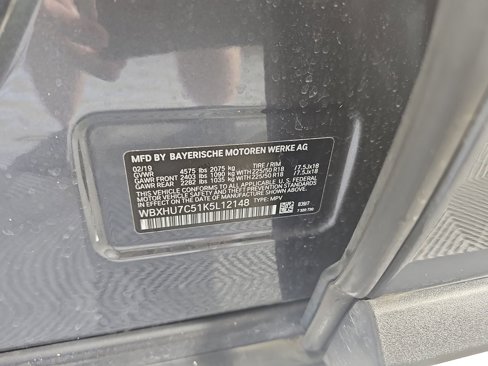 MFD BY BAYERISCHE MOTOREN WERKE AG
02/19
GVWR 4575 lbs 2075 kg TIRE / RIM
GAWR FRONT 2403 lbs 1090 kg WITH 225/50 R18 /7.5Jx18
GAWR REAR 2282 lbs 1035 kg WITH 225/50 R18 /7.5Jx18
THIS VEHICLE CONFORMS TO ALL APPLICABLE U.S. FEDERAL
MOTOR VEHICLE SAFETY AND THEFT PREVENTION
STANDARDS IN EFFECT ON THE DATE OF MANUFACTURE SHOWN ABOVE.
WBXHU7C51K5L12148 TYPE: MPV